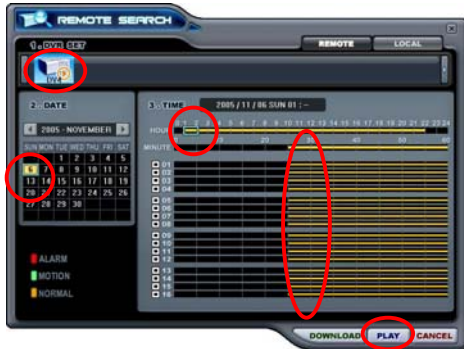 REMOTE SEARCH
1. DVR SET
REMOTE LOCAL
DVR
2. DATE
3. TIME 2005 / 11 / 06 SUN 01 : --
2005 - NOVEMBER
HOUR 0 1 2 3 4 5 6 7 8 9 10 11 12 13 14 15 16 17 18 19 20 21 22 23 24
0 10 20 30 40 50 60
MINUTE
SUN MON TUE WED THU FRI SAT
1 2 3 4 5
6 7 8 9 10 11 12
13 14 15 16 17 18 19
20 21 22 23 24 25 26
27 28 29 30
01
02
03
04
05
06
07
08
09
10
11
12
13
14
15
16
ALARM
MOTION
NORMAL
DOWNLOAD PLAY CANCEL